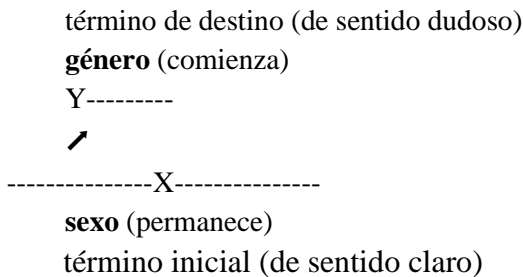 término de destino (de sentido dudoso)
género (comienza)
Y---------
➚
---------------X---------------
sexo (permanece)
término inicial (de sentido claro)